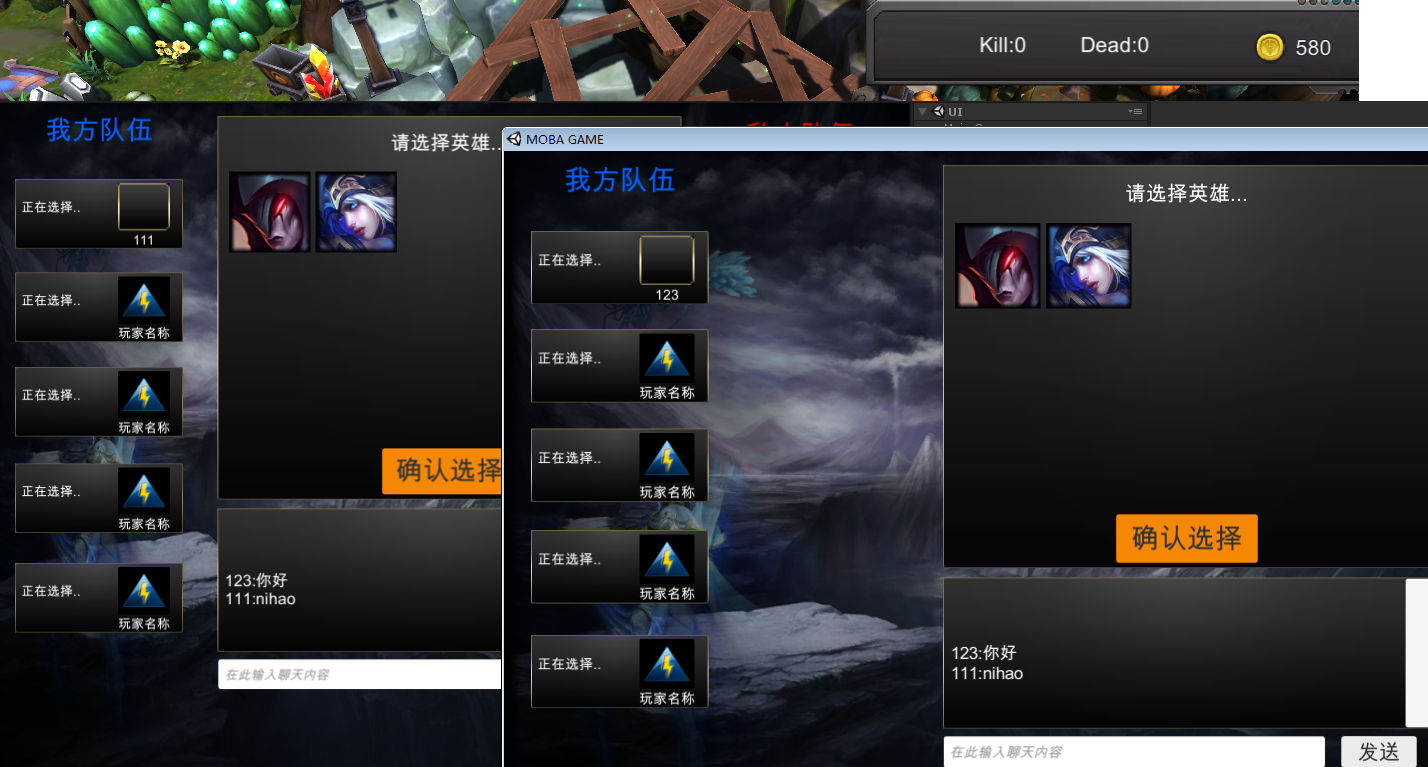 Kill:0 Dead:0 580
UI
我方队伍
请选择英雄..
正在选择..
111
正在选择..
玩家名称
正在选择..
玩家名称
正在选择..
玩家名称
正在选择..
玩家名称
确认选择
123:你好
111:nihao
在此输入聊天内容
MOBA GAME
我方队伍
请选择英雄...
正在选择..
123
正在选择..
玩家名称
正在选择..
玩家名称
正在选择..
玩家名称
正在选择..
玩家名称
确认选择
123:你好
111:nihao
在此输入聊天内容
发送